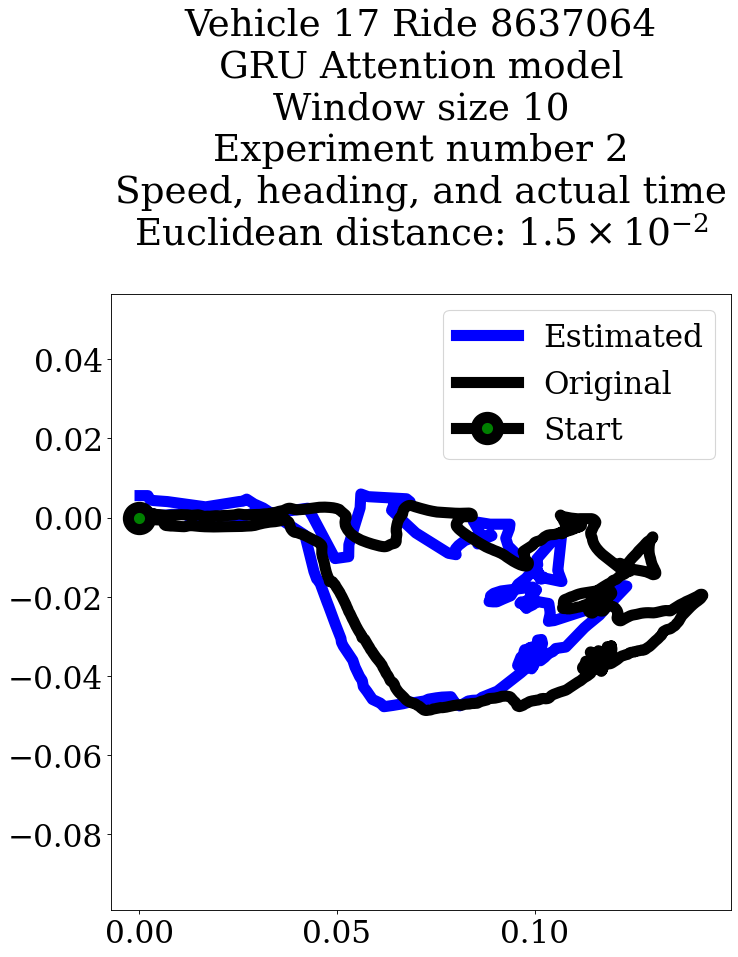 Vehicle 17 Ride 8637064
GRU Attention model
Window size 10
Experiment number 2
Speed, heading, and actual time
Euclidean distance: 1.5 × 10⁻²
Estimated
Original
Start
0.04
0.02
0.00
−0.02
−0.04
−0.06
−0.08
0.00 0.05 0.10